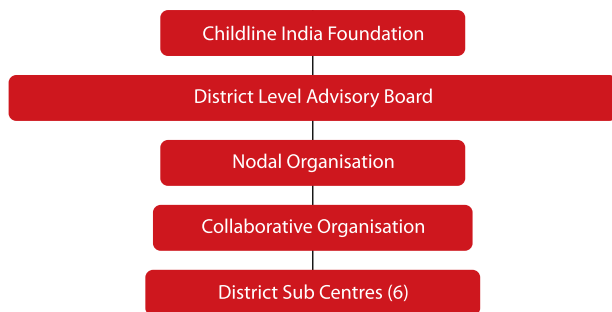 Childline India Foundation
District Level Advisory Board
Nodal Organisation
Collaborative Organisation
District Sub Centres (6)